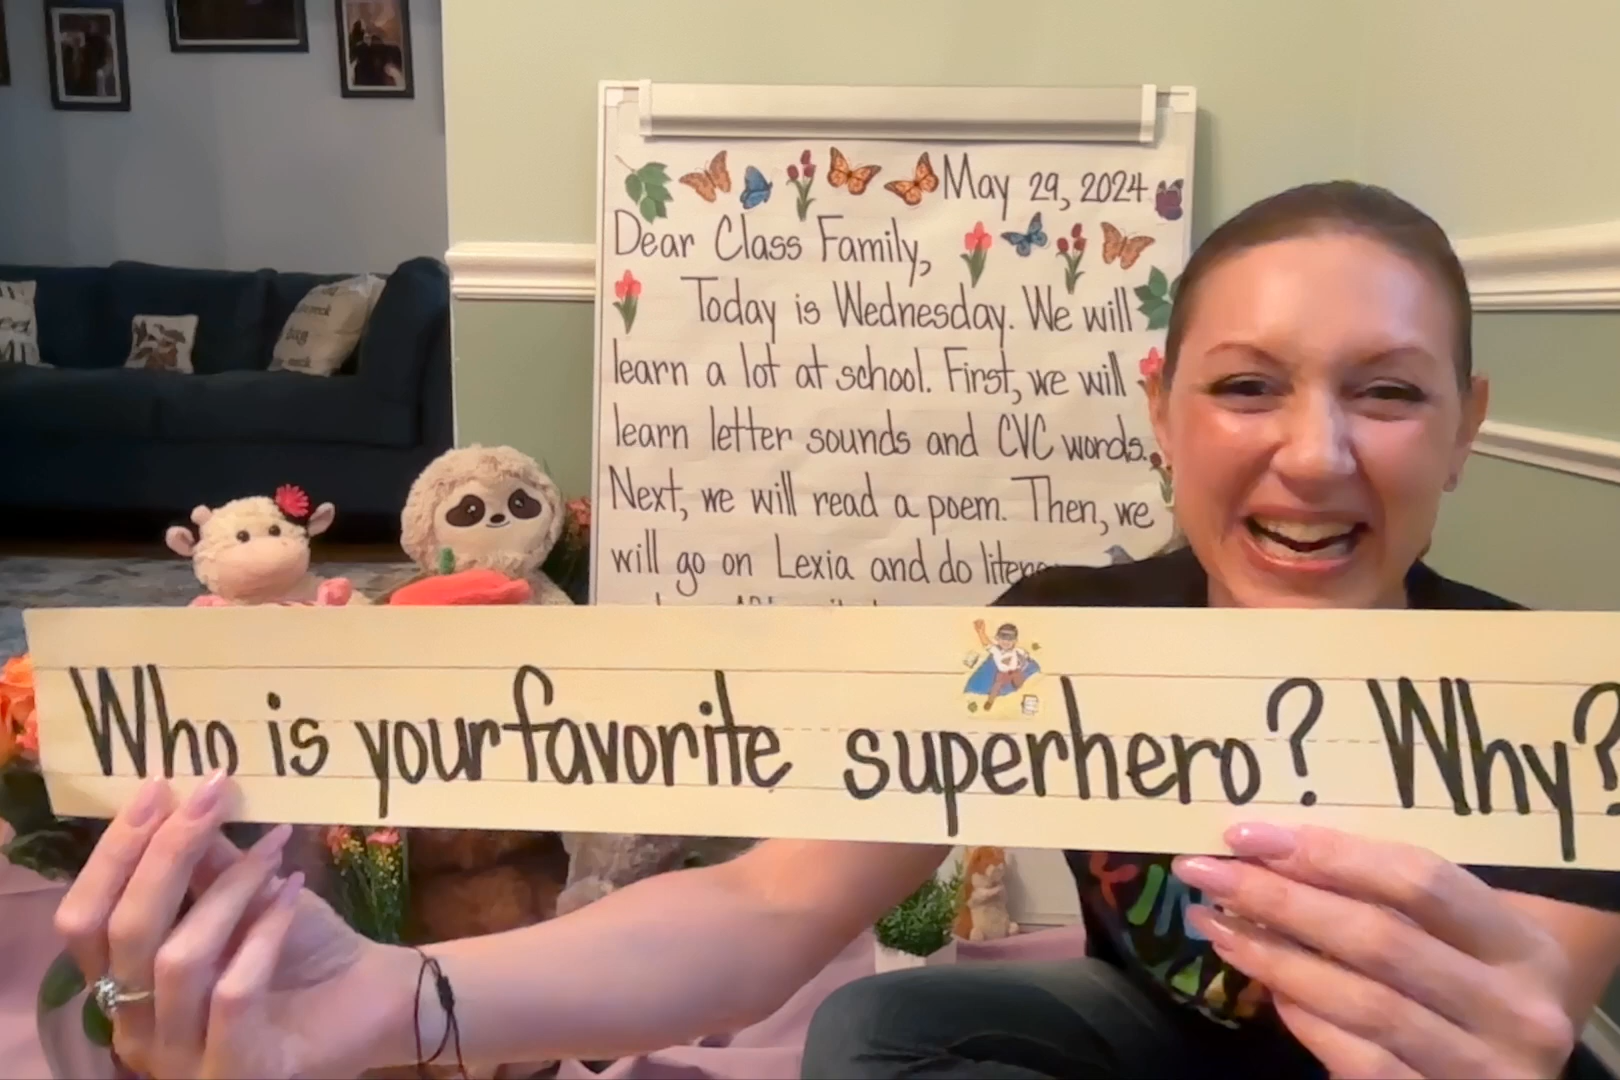 May 29, 2024
Dear Class Family,
Today is Wednesday. We will
learn a lot at school. First, we will
learn letter sounds and CVC words.
Next, we will read a poem. Then, we
will go on Lexia and do
Who is your favorite superhero? Why?